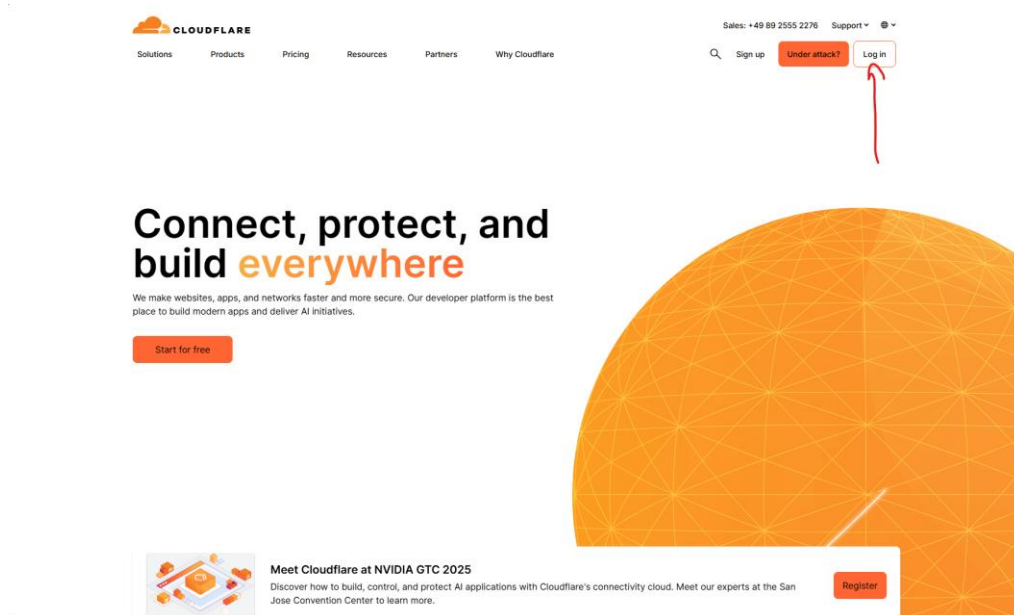 CLOUDFLARE
Sales: +49 89 2555 2276 Support
Solutions Products Pricing Resources Partners Why Cloudflare Sign up Under attack? Log in
Connect, protect, and
build everywhere
We make websites, apps, and networks faster and more secure. Our developer platform is the best
place to build modern apps and deliver AI initiatives.
Start for free
Meet Cloudflare at NVIDIA GTC 2025
Discover how to build, control, and protect AI applications with Cloudflare's connectivity cloud. Meet our experts at the San
Jose Convention Center to learn more.
Register